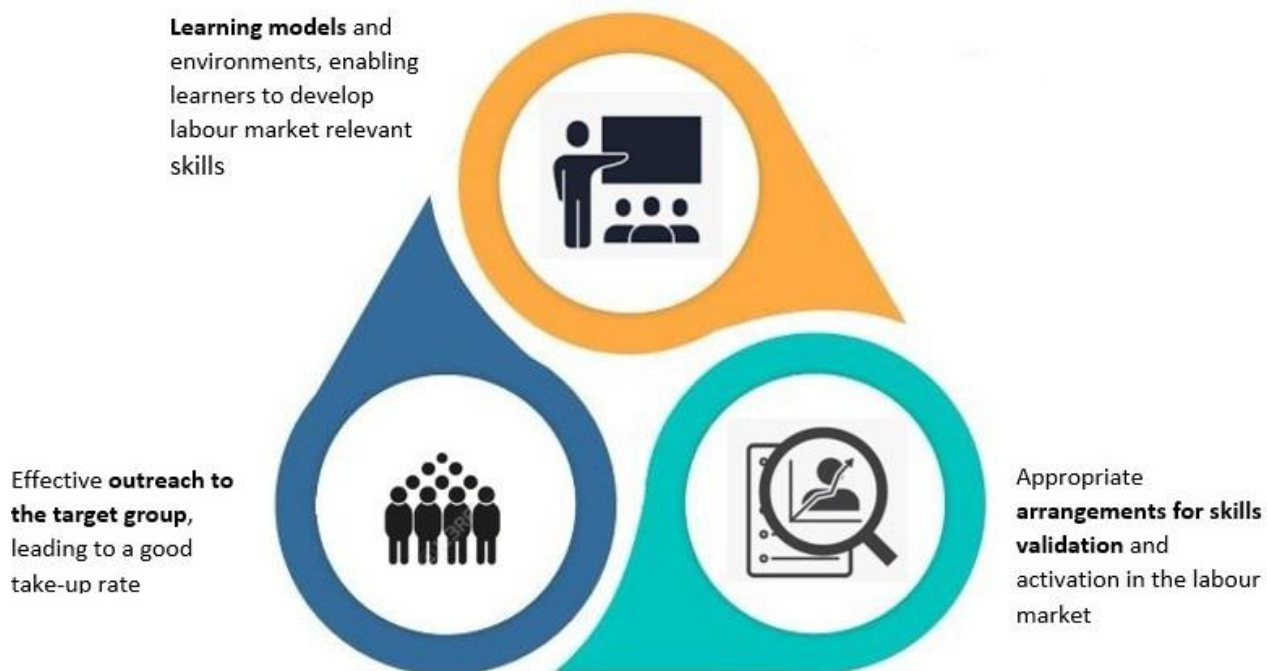 Learning models and
environments, enabling
learners to develop
labour market relevant
skills
Effective outreach to
the target group,
leading to a good
take-up rate
Appropriate
arrangements for skills
validation and
activation in the labour
market